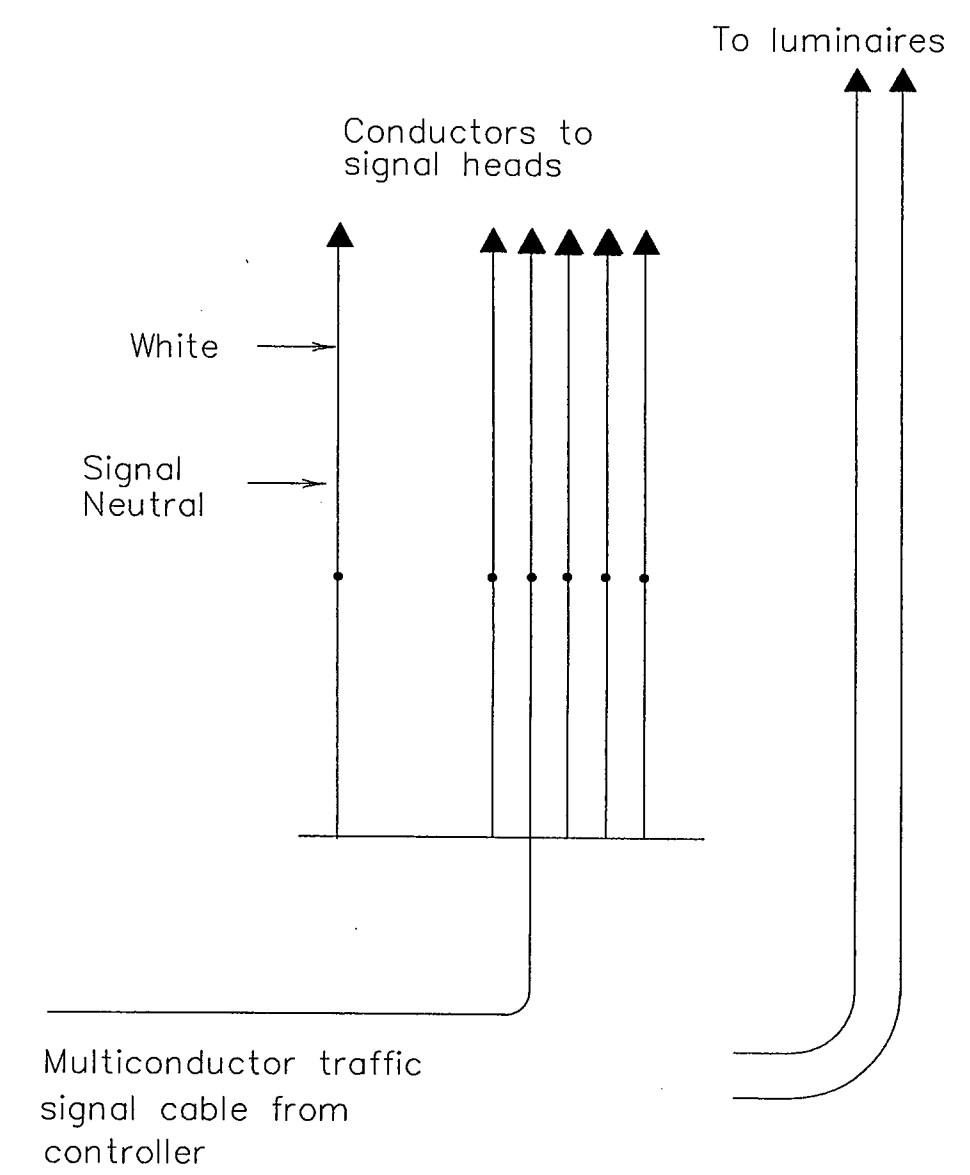 To luminaires
Conductors to
signal heads
White
Signal
Neutral
Multiconductor traffic
signal cable from
controller